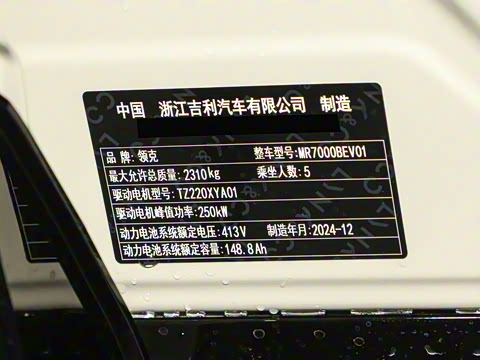 中国 浙江吉利汽车有限公司 制造
品 牌:领克 整车型号:MR7000BEV01
最大允许总质量:2310kg 乘坐人数:5
驱动电机型号:TZ220XYA01
驱动电机峰值功率:250kW
动力电池系统额定电压:413V 制造年月:2024-12
动力电池系统额定容量:148.8Ah